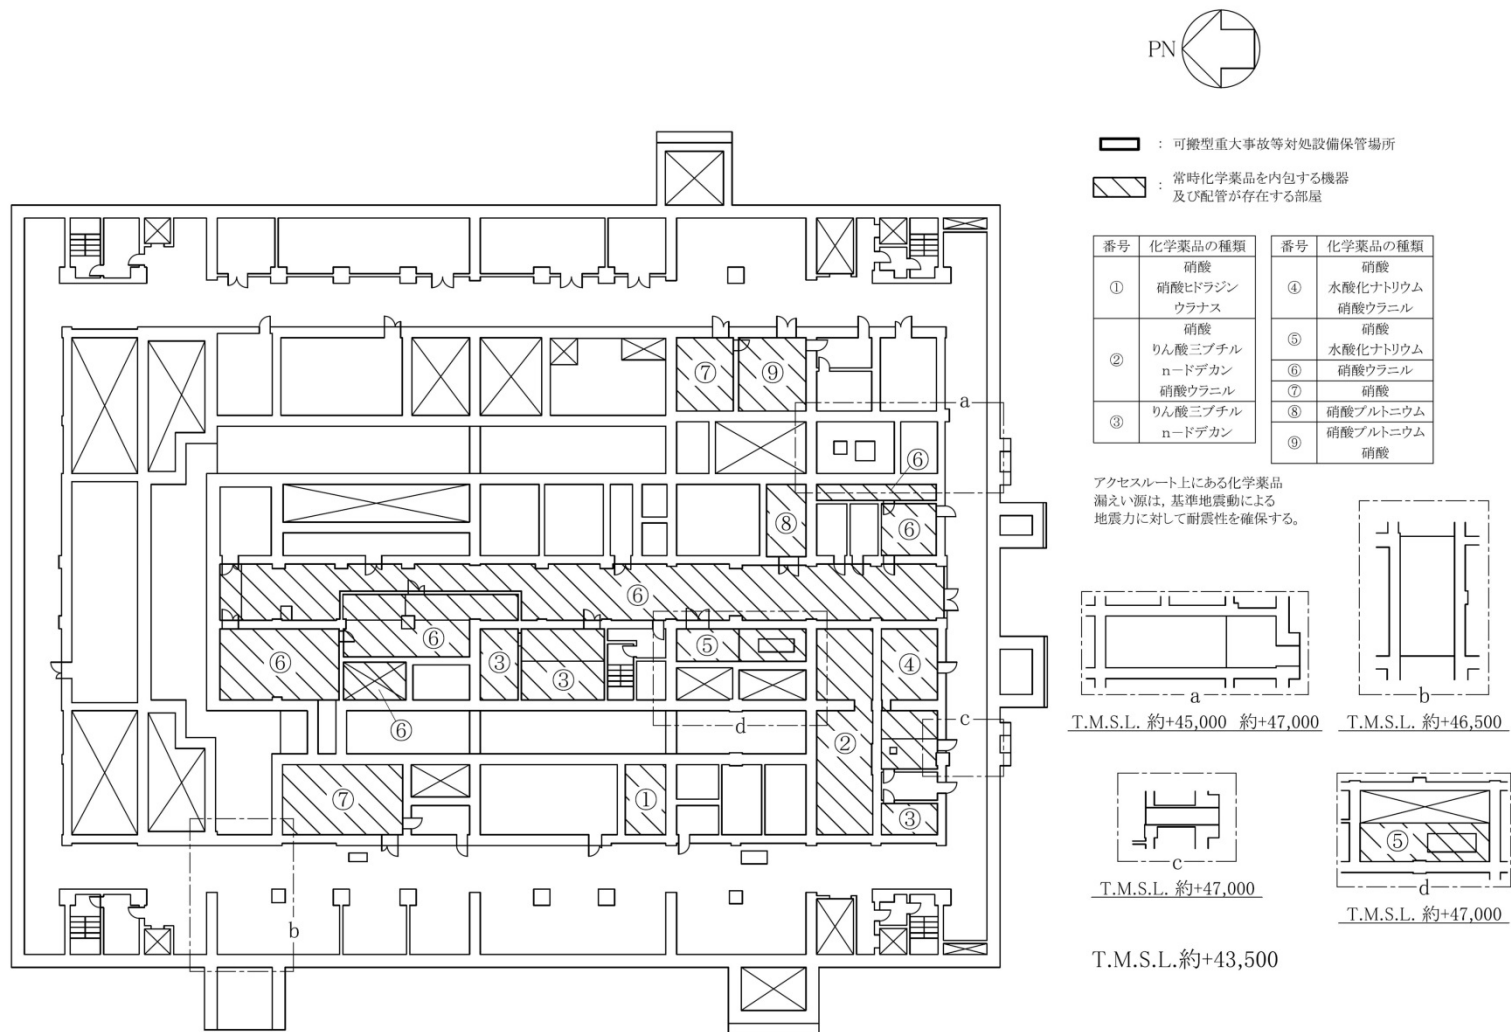 PN
： 可搬型重大事故等対処設備保管場所
： 常時化学薬品を内包する機器
及び配管が存在する部屋
番号 化学薬品の種類
① 硝酸
硝酸ヒドラジン
ウラナス
② 硝酸
りん酸三ブチル
n－ドデカン
硝酸ウラニル
③ りん酸三ブチル
n－ドデカン
番号 化学薬品の種類
④ 硝酸
水酸化ナトリウム
硝酸ウラニル
⑤ 硝酸
水酸化ナトリウム
⑥ 硝酸ウラニル
⑦ 硝酸
⑧ 硝酸プルトニウム
⑨ 硝酸プルトニウム
硝酸
アクセスルート上にある化学薬品
漏えい源は，基準地震動による
地震力に対して耐震性を確保する。
⑦ ⑨
a
⑥
⑧ ⑥
⑥
⑥ ⑥ ③ ③ ⑤ ④
⑥
d
c
②
⑦ ① ③
b
a
T.M.S.L. 約+45,000 約+47,000
b
T.M.S.L. 約+46,500
c
T.M.S.L. 約+47,000
⑤
d
T.M.S.L. 約+47,000
T.M.S.L.約+43,500